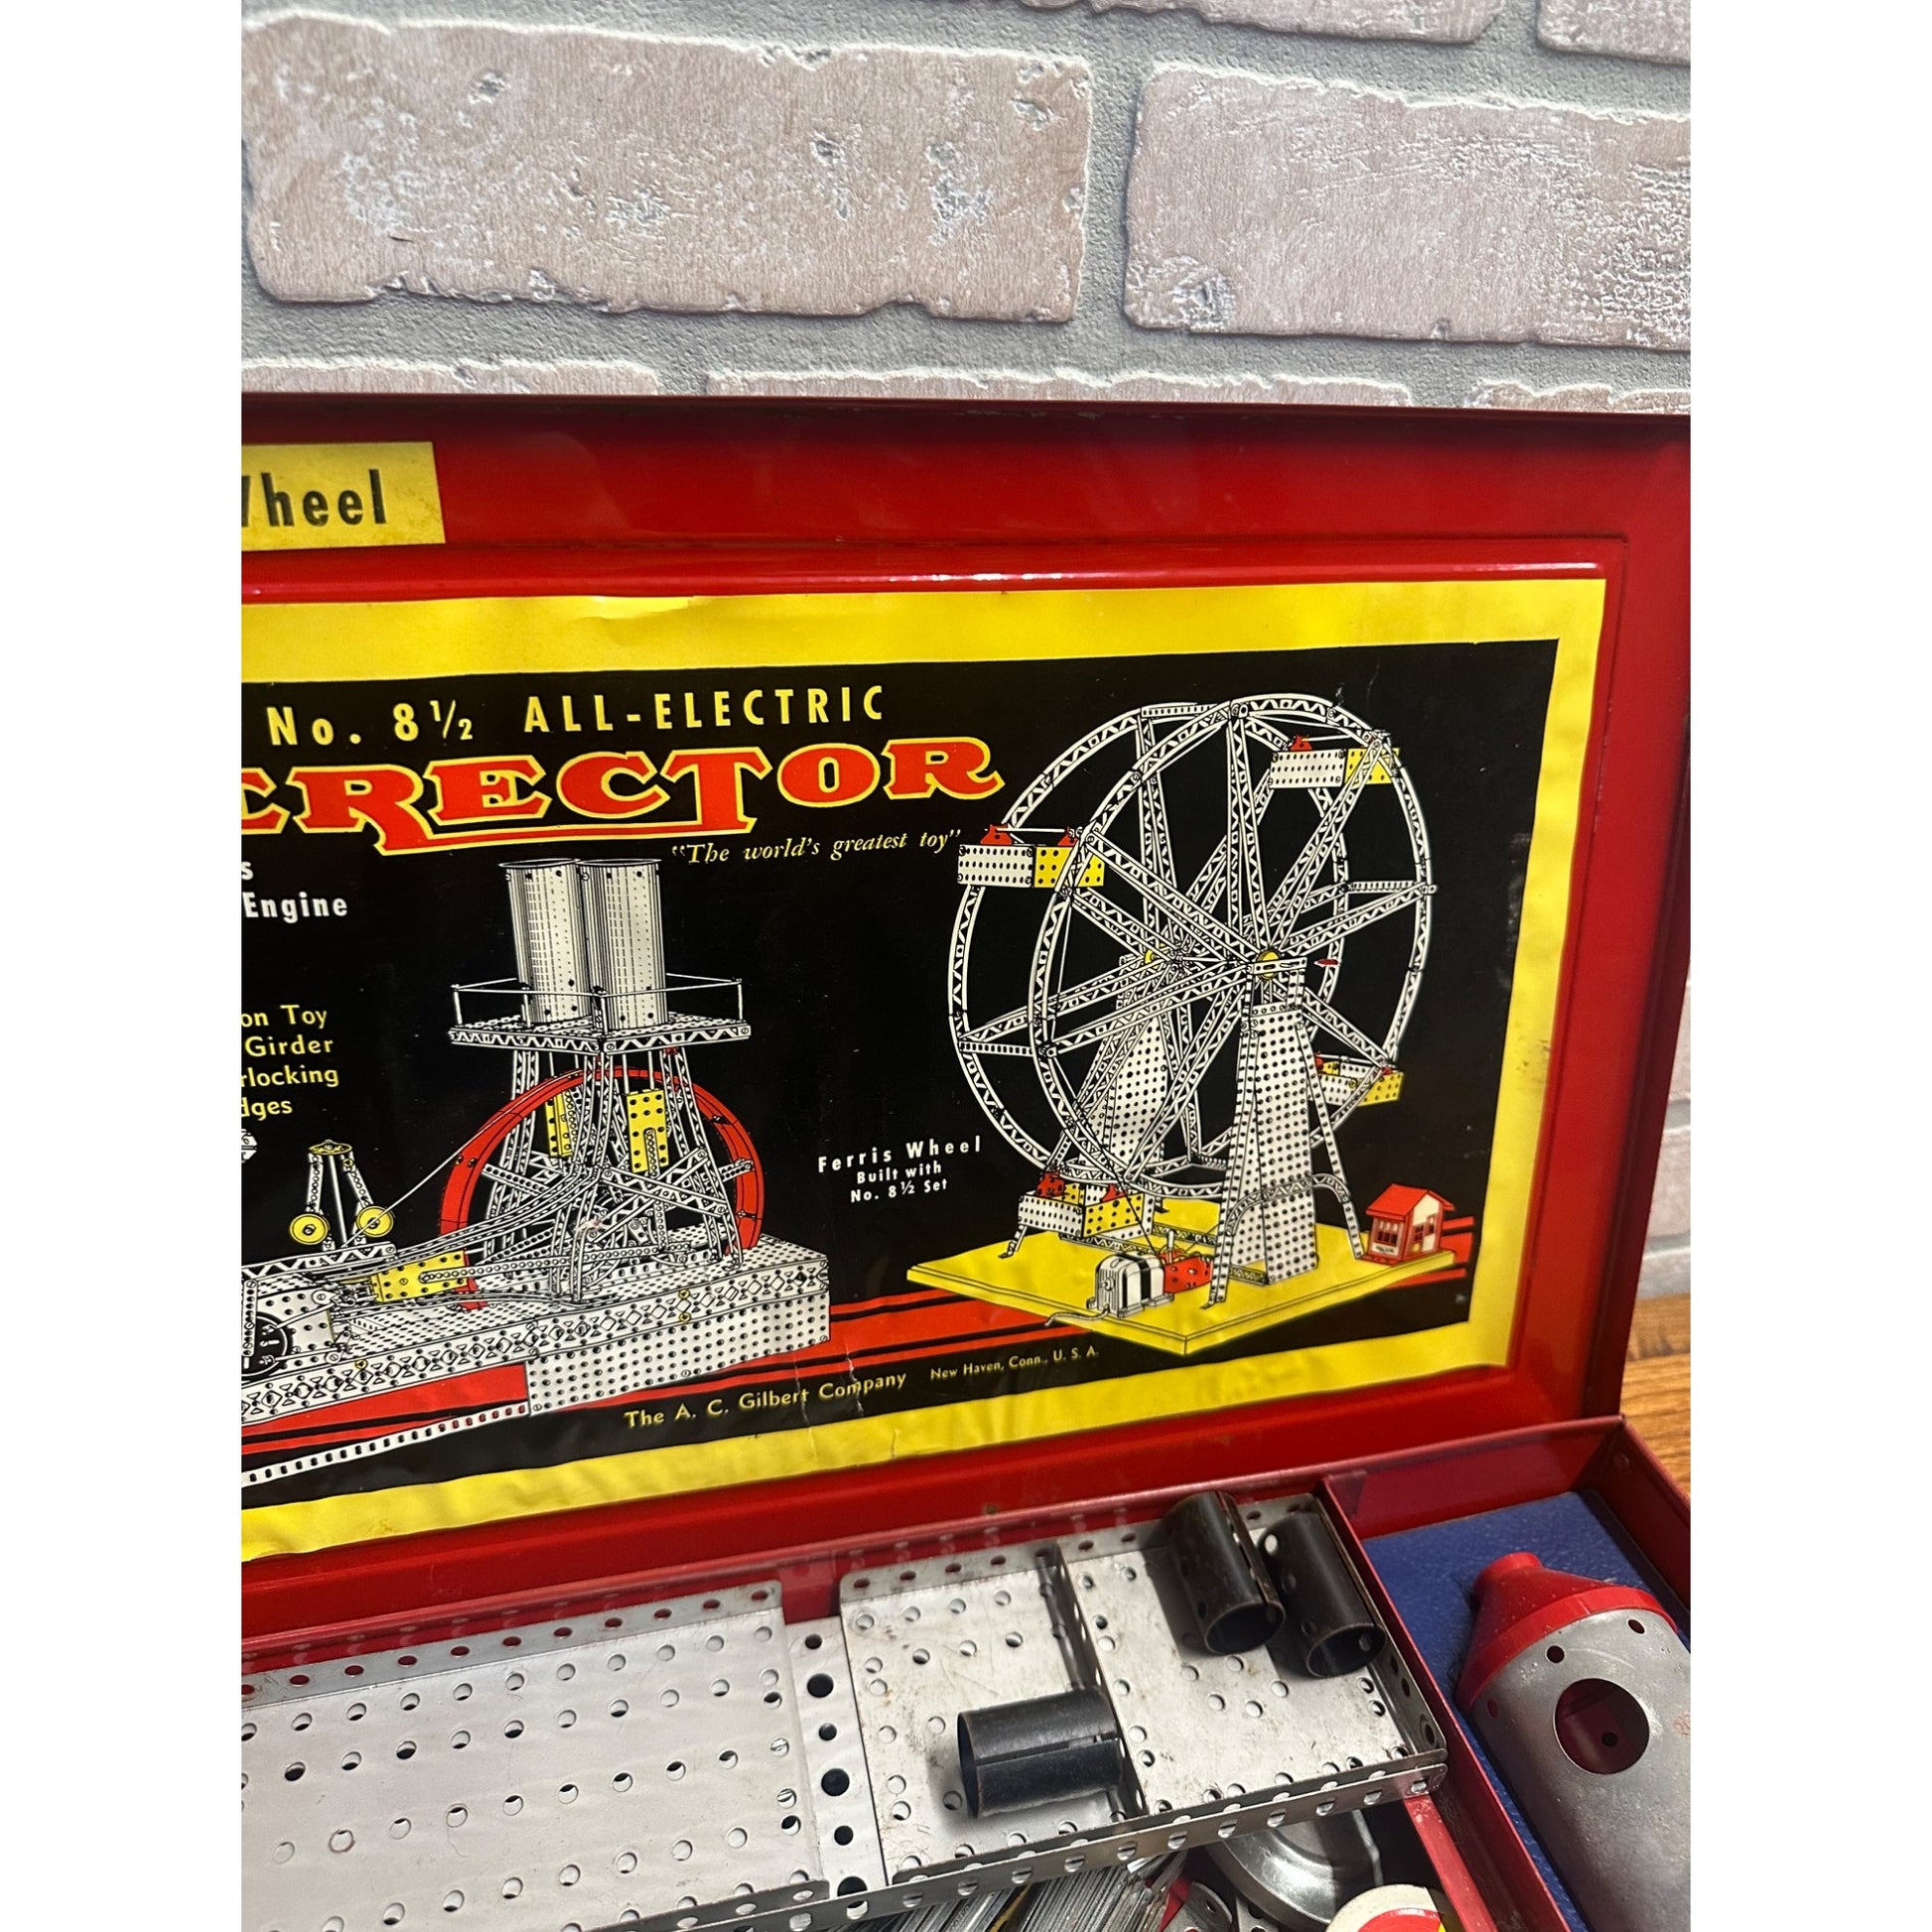 Wheel
No. 8½ ALL-ELECTRIC
ERECTOR
"The world's greatest toy"
s
Engine
on Toy
Girder
rlocking
dges
Ferris Wheel
Built with
No. 8½ Set
The A. C. Gilbert Company New Haven, Conn., U. S. A.